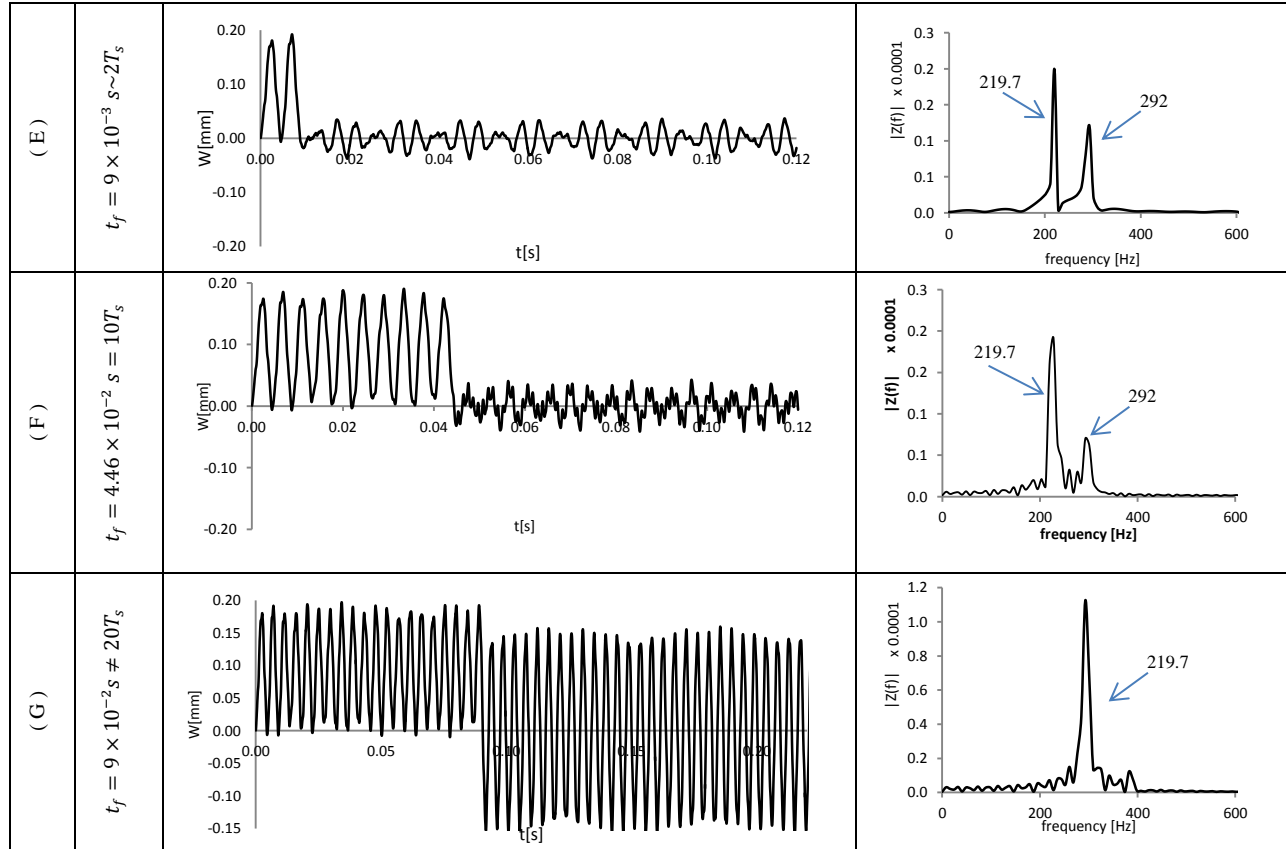 ( E )
t_f = 9 × 10^{-3} s~2T_s
W[mm]
0.20
0.10
0.00
-0.10
-0.20
0.00 0.02 0.04 0.06 0.08 0.10 0.12
t[s]
|Z(f)| x 0.0001
0.3
0.2
0.2
0.1
0.1
0.0
219.7
292
0 200 400 600
frequency [Hz]
( F )
t_f = 4.46 × 10^{-2} s = 10T_s
W[mm]
0.20
0.10
0.00
-0.10
-0.20
0.00 0.02 0.04 0.06 0.08 0.10 0.12
t[s]
|Z(f)| x 0.0001
0.3
0.2
0.2
0.1
0.1
0.0
219.7
292
0 200 400 600
frequency [Hz]
( G )
t_f = 9 × 10^{-2} s ≠ 20T_s
W[mm]
0.20
0.15
0.10
0.05
0.00
-0.05
-0.10
-0.15
0.00 0.05 0.10 0.15 0.20
t[s]
|Z(f)| x 0.0001
1.2
1.0
0.8
0.6
0.4
0.2
0.0
219.7
0 200 400 600
frequency [Hz]